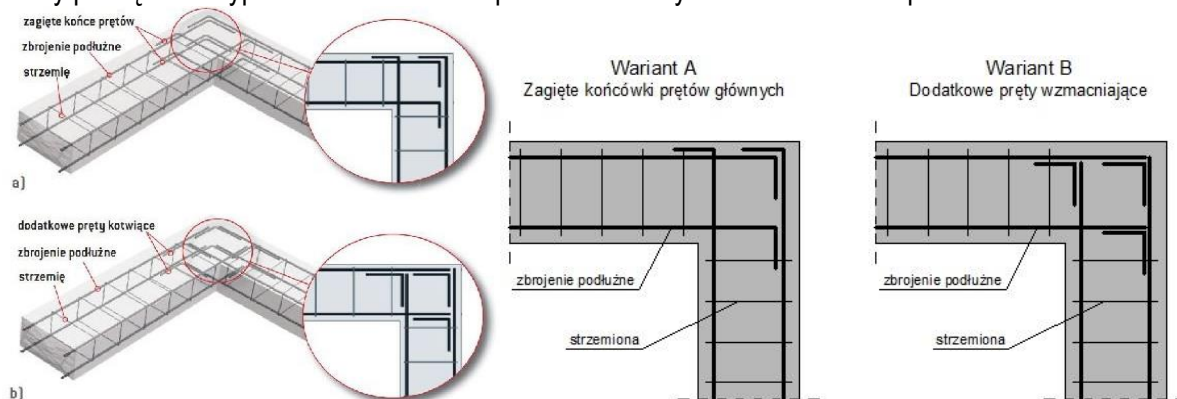 zagięte końce prętów
zbrojenie podłużne
strzemię
a)
dodatkowe pręty kotwiące
zbrojenie podłużne
strzemię
b)
Wariant A
Zagięte końcówki prętów głównych
zbrojenie podłużne
strzemiona
Wariant B
Dodatkowe pręty wzmacniające
zbrojenie podłużne
strzemiona